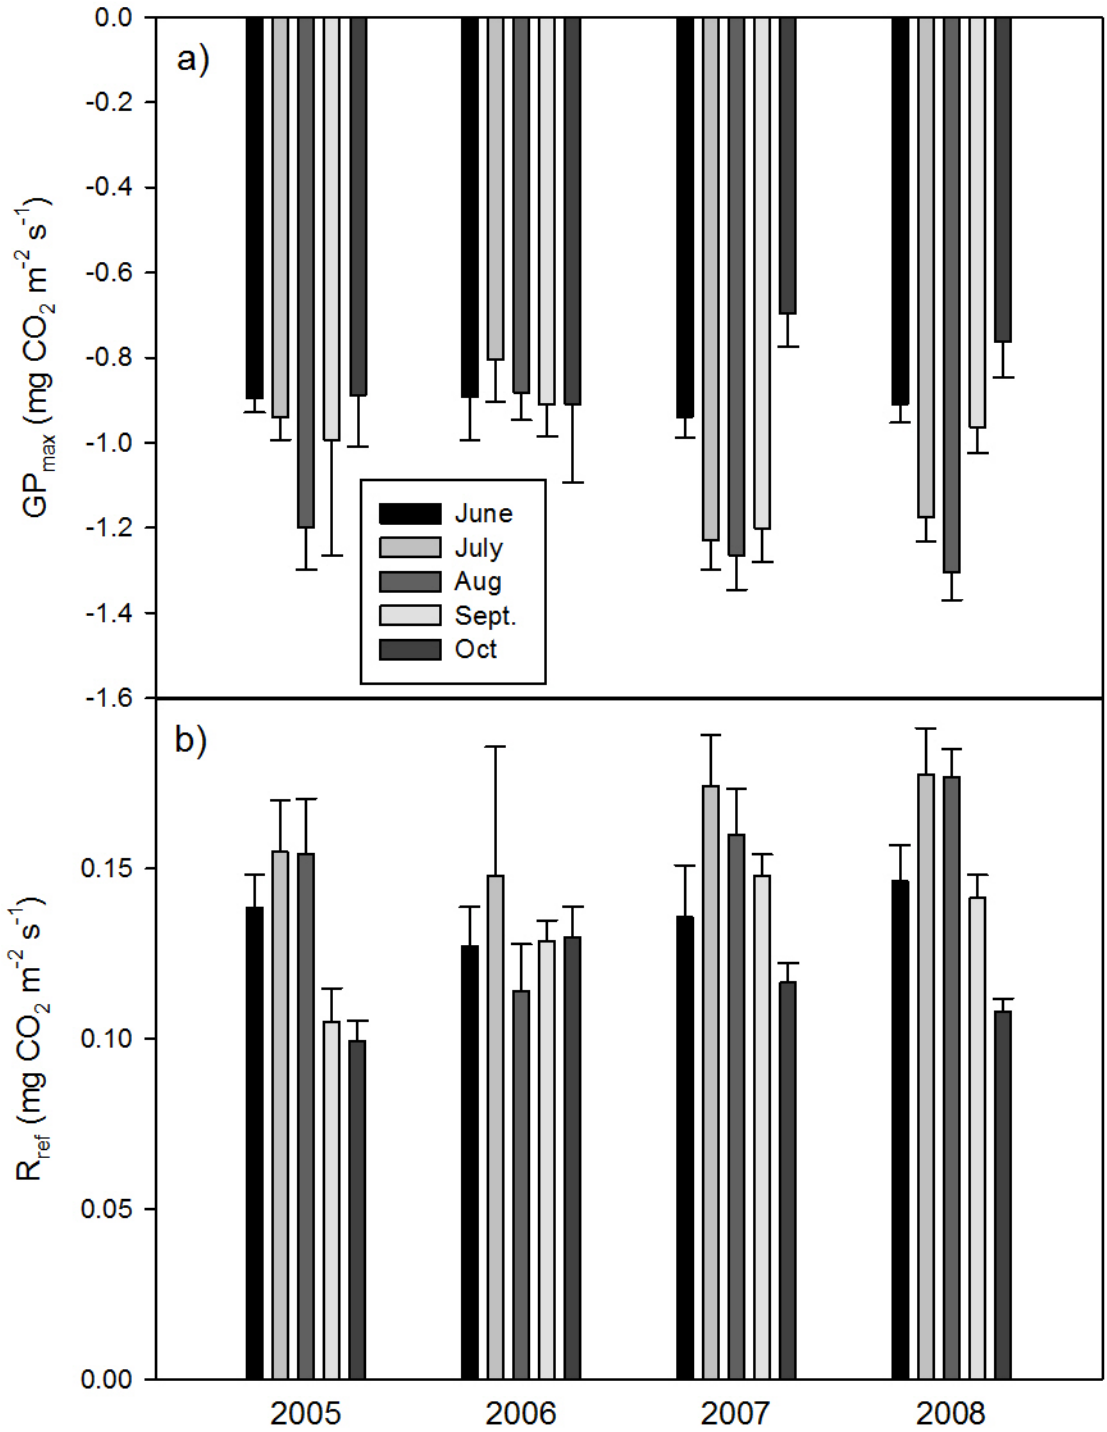 0.0
a)
-0.2
-0.4
-0.6
-0.8
-1.0
-1.2
-1.4
-1.6
GPmax (mg CO2 m-2 s-1)
June
July
Aug
Sept.
Oct
b)
0.15
0.10
0.05
0.00
Rref (mg CO2 m-2 s-1)
2005 2006 2007 2008